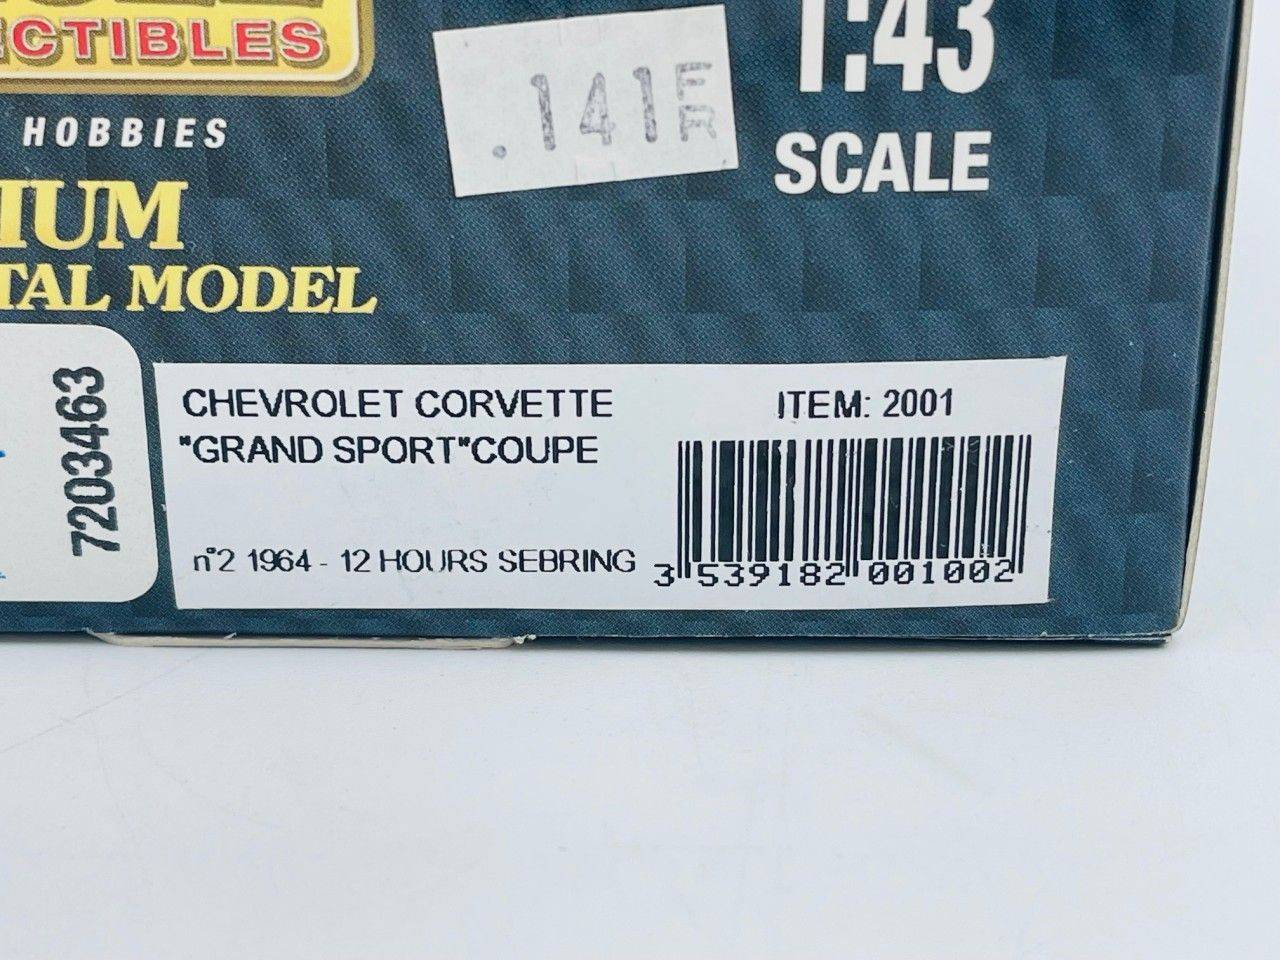 ECTIBLES
.141FR
1:43
SCALE
HOBBIES
IUM
TAL MODEL
7203463
CHEVROLET CORVETTE
"GRAND SPORT"COUPE
n°2 1964 - 12 HOURS SEBRING
ITEM: 2001
3 539182 001002